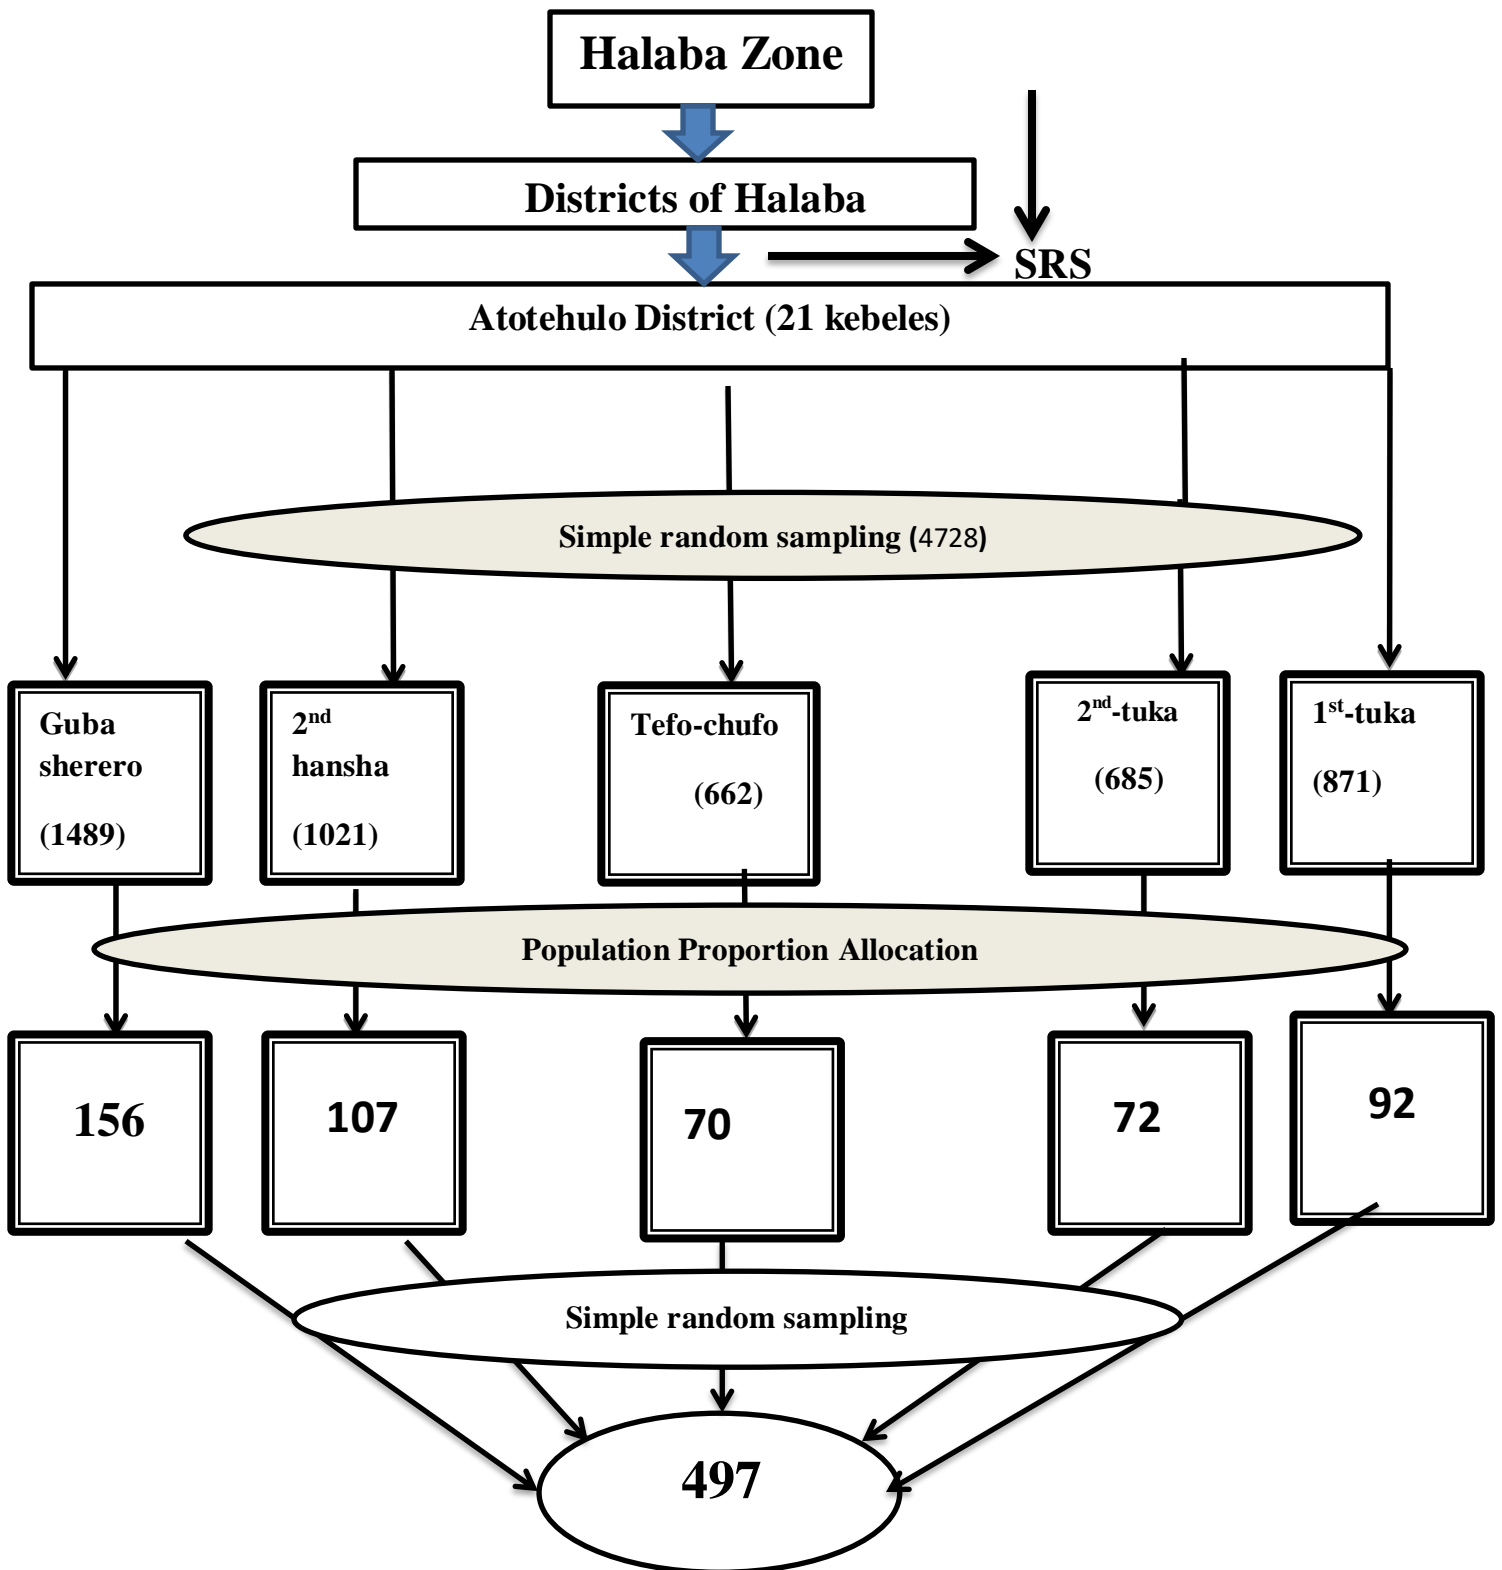 Halaba Zone
Districts of Halaba
SRS
Atotehulo District (21 kebeles)
Simple random sampling (4728)
Guba
sherero
(1489)
2nd
hansha
(1021)
Tefo-chufo
(662)
2nd-tuka
(685)
1st-tuka
(871)
Population Proportion Allocation
156
107
70
72
92
Simple random sampling
497